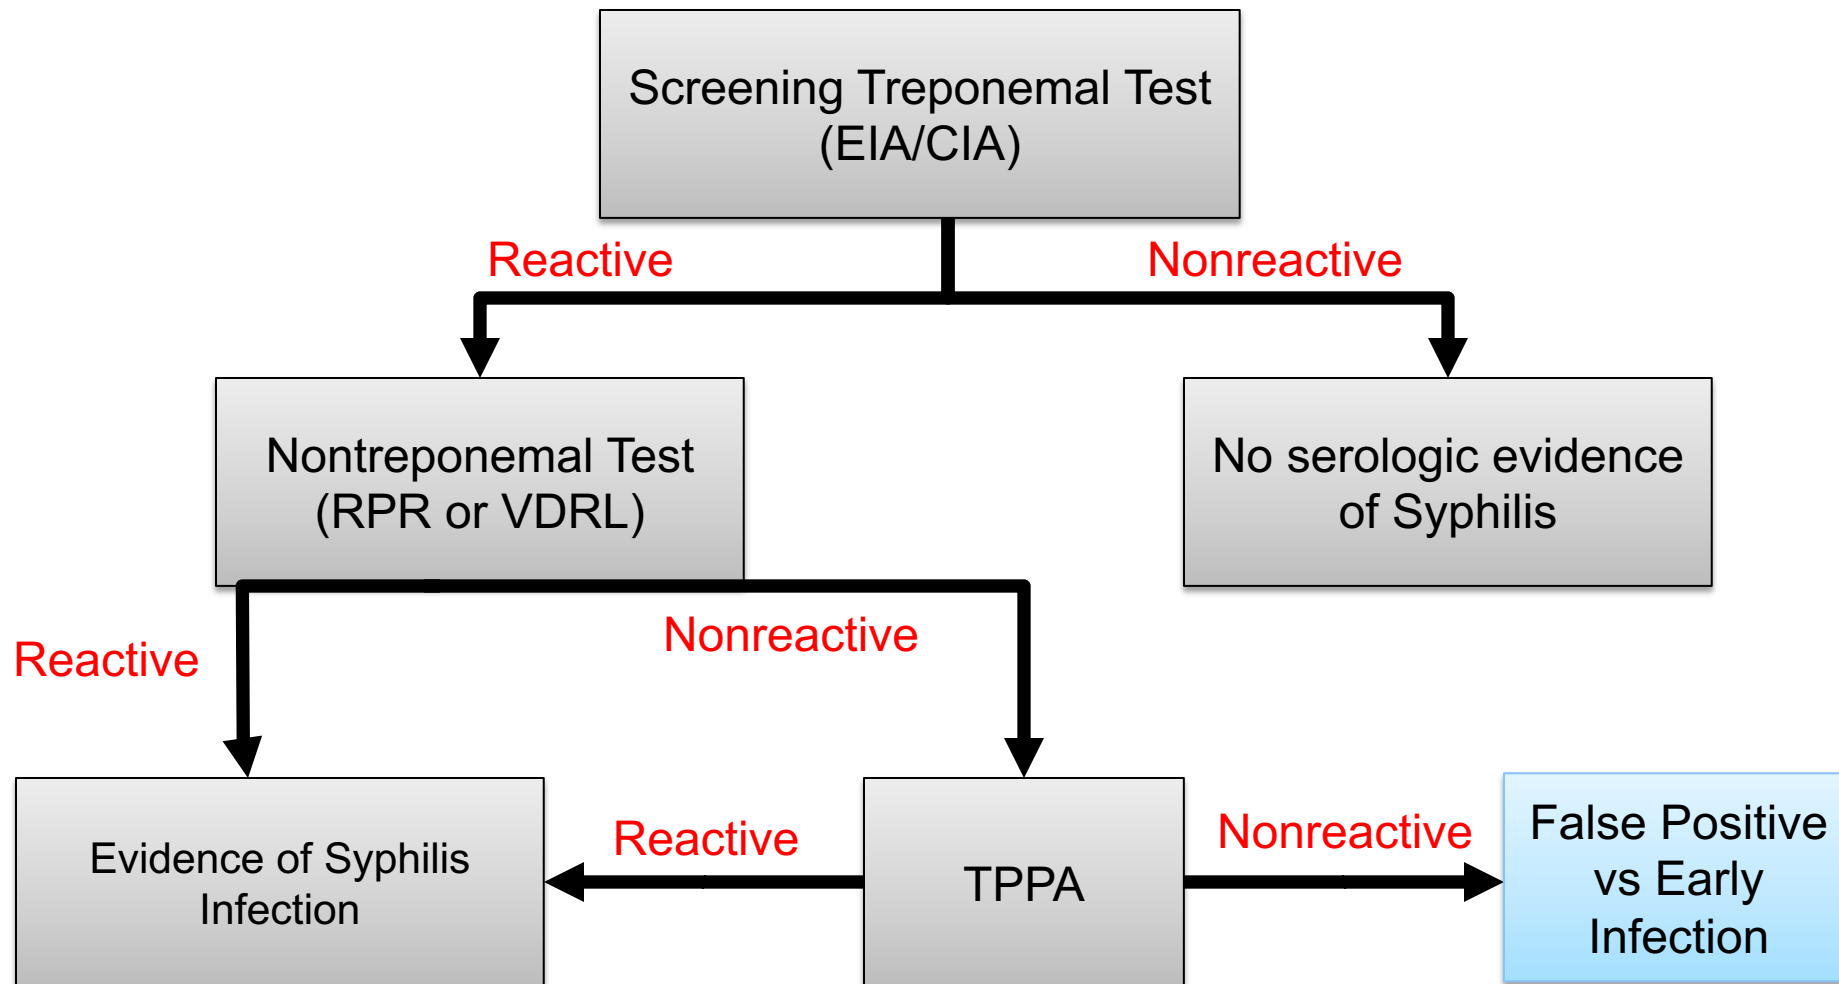 Screening Treponemal Test
(EIA/CIA)
Reactive
Nonreactive
Nontreponemal Test
(RPR or VDRL)
No serologic evidence
of Syphilis
Reactive
Nonreactive
Evidence of Syphilis
Infection
Reactive
TPPA
Nonreactive
False Positive
vs Early
Infection